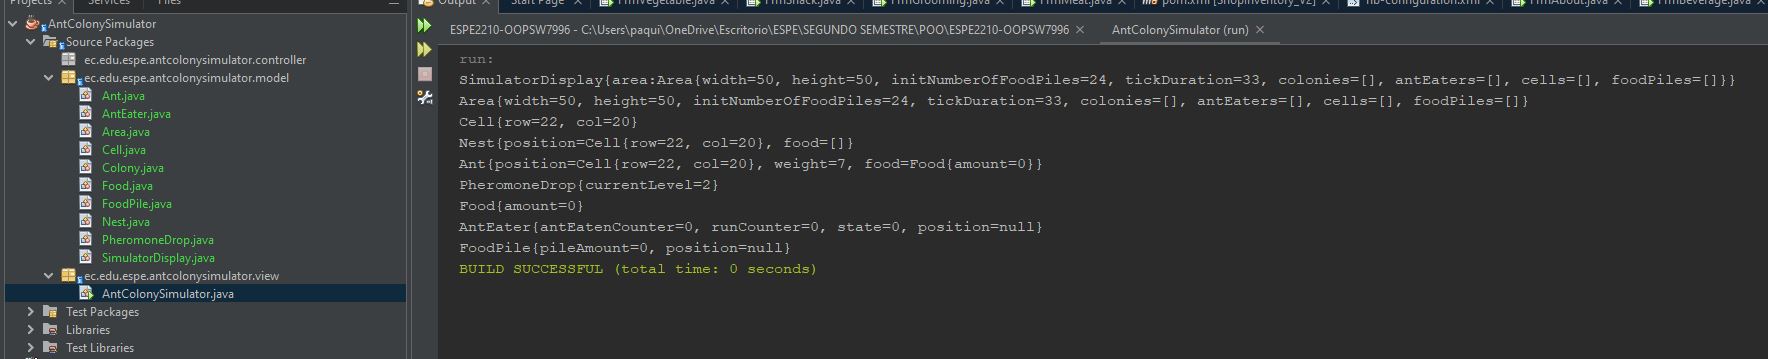 Projects × Services Files
AntColonySimulator
Source Packages
ec.edu.espe.antcolonysimulator.controller
ec.edu.espe.antcolonysimulator.model
Ant.java
AntEater.java
Area.java
Cell.java
Colony.java
Food.java
FoodPile.java
Nest.java
PheromoneDrop.java
SimulatorDisplay.java
ec.edu.espe.antcolonysimulator.view
AntColonySimulator.java
Test Packages
Libraries
Test Libraries
Output × Start Page × FrmVegetable.java × FrmSnack.java × FrmGrooming.java × FrmMeat.java × pom.xml [ShopInventory_V2] × nb-configuration.xml × FrmAbout.java × FrmBeverage.java ×
ESPE2210-OOPSW7996 - C:\Users\paqui\OneDrive\Escritorio\ESPE\SEGUNDO SEMESTRE\POO\ESPE2210-OOPSW7996 × AntColonySimulator (run) ×
run:
SimulatorDisplay{area:Area{width=50, height=50, initNumberOfFoodPiles=24, tickDuration=33, colonies=[], antEaters=[], cells=[], foodPiles=[]}}
Area{width=50, height=50, initNumberOfFoodPiles=24, tickDuration=33, colonies=[], antEaters=[], cells=[], foodPiles=[]}
Cell{row=22, col=20}
Nest{position=Cell{row=22, col=20}, food=[]}
Ant{position=Cell{row=22, col=20}, weight=7, food=Food{amount=0}}
PheromoneDrop{currentLevel=2}
Food{amount=0}
AntEater{antEatenCounter=0, runCounter=0, state=0, position=null}
FoodPile{pileAmount=0, position=null}
BUILD SUCCESSFUL (total time: 0 seconds)